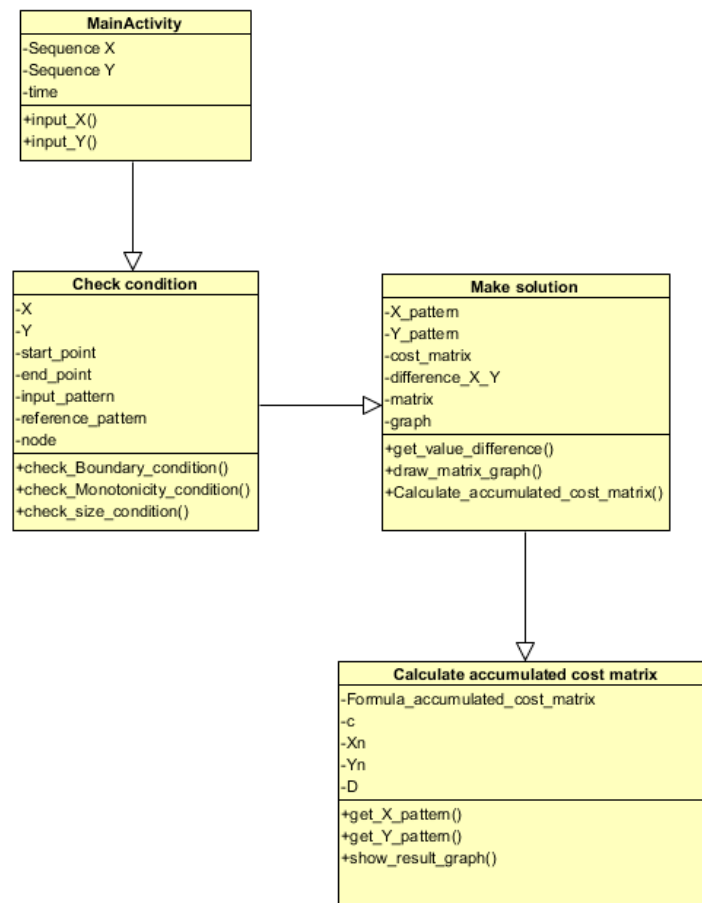 MainActivity
-Sequence X
-Sequence Y
-time
+input_X()
+input_Y()
Check condition
-X
-Y
-start_point
-end_point
-input_pattern
-reference_pattern
-node
+check_Boundary_condition()
+check_Monotonicity_condition()
+check_size_condition()
Make solution
-X_pattern
-Y_pattern
-cost_matrix
-difference_X_Y
-matrix
-graph
+get_value_difference()
+draw_matrix_graph()
+Calculate_accumulated_cost_matrix()
Calculate accumulated cost matrix
-Formula_accumulated_cost_matrix
-c
-Xn
-Yn
-D
+get_X_pattern()
+get_Y_pattern()
+show_result_graph()